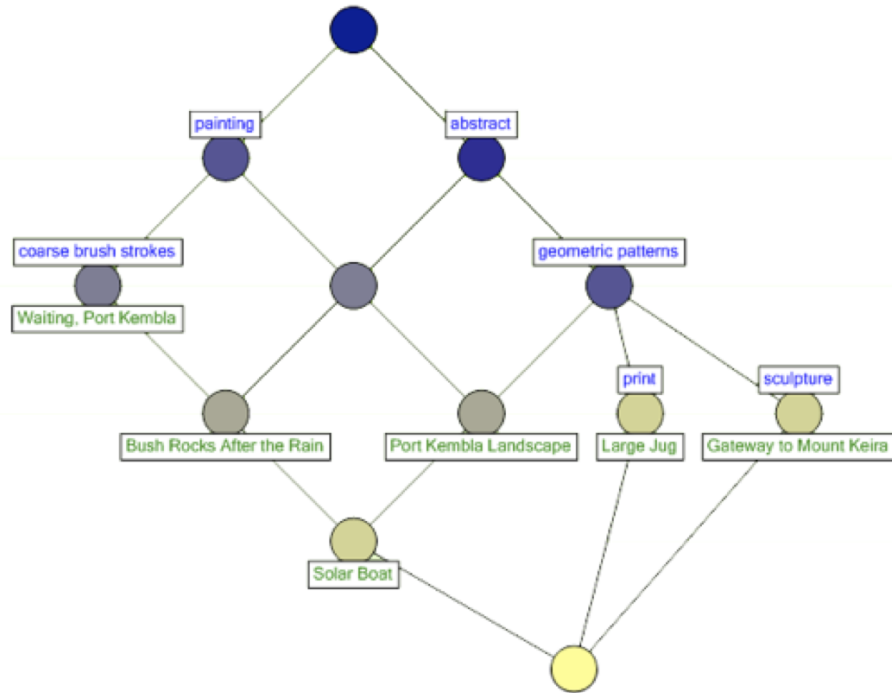 painting
abstract
coarse brush strokes
geometric patterns
Waiting, Port Kembla
print
sculpture
Bush Rocks After the Rain
Port Kembla Landscape
Large Jug
Gateway to Mount Keira
Solar Boat